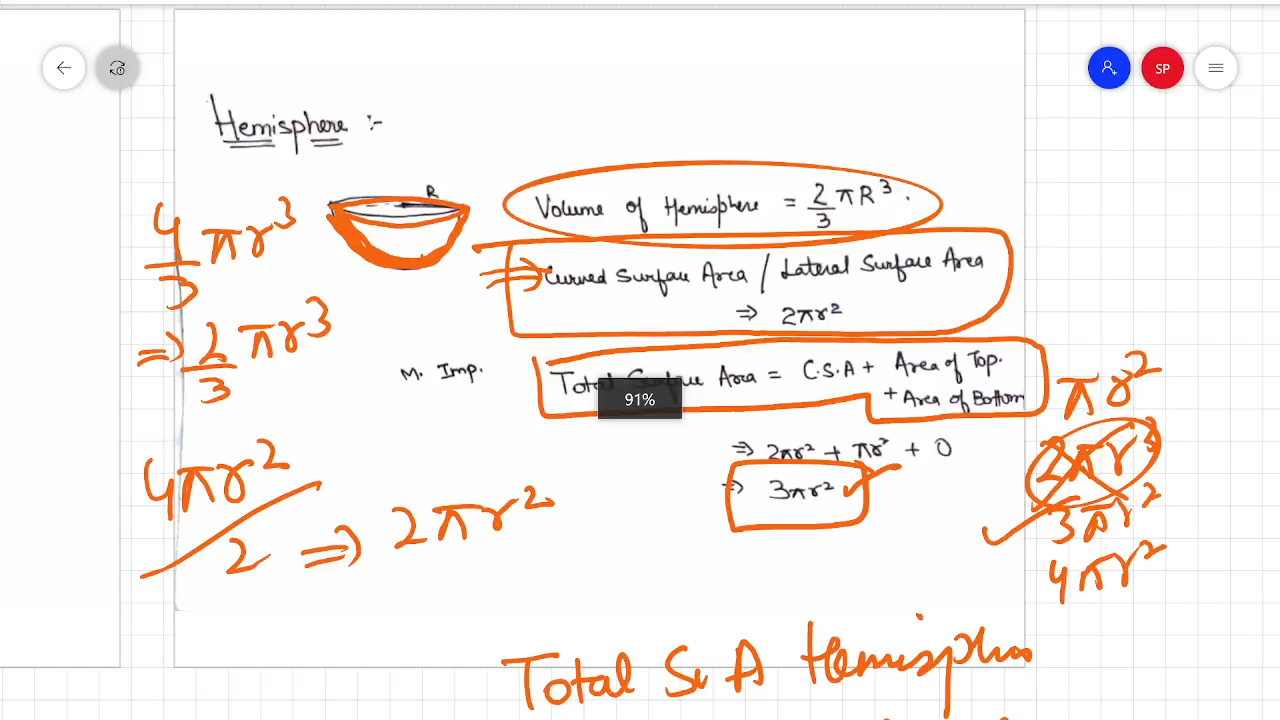 SP
Hemisphere :-
R
Volume of Hemisphere = 2/3 πR³.
4/3 πr³
Curved Surface Area / Lateral Surface Area
⇒ 2πr²
⇒ 2/3 πr³
M. Imp.
Total Surface Area = C.S.A + Area of Top.
+ Area of Bottom
91%
⇒ 2πr² + πr² + 0
⇒ 3πr²
4πr²/2 ⇒ 2πr²
πr²
2πr²
3πr²
4πr²
Total S. A